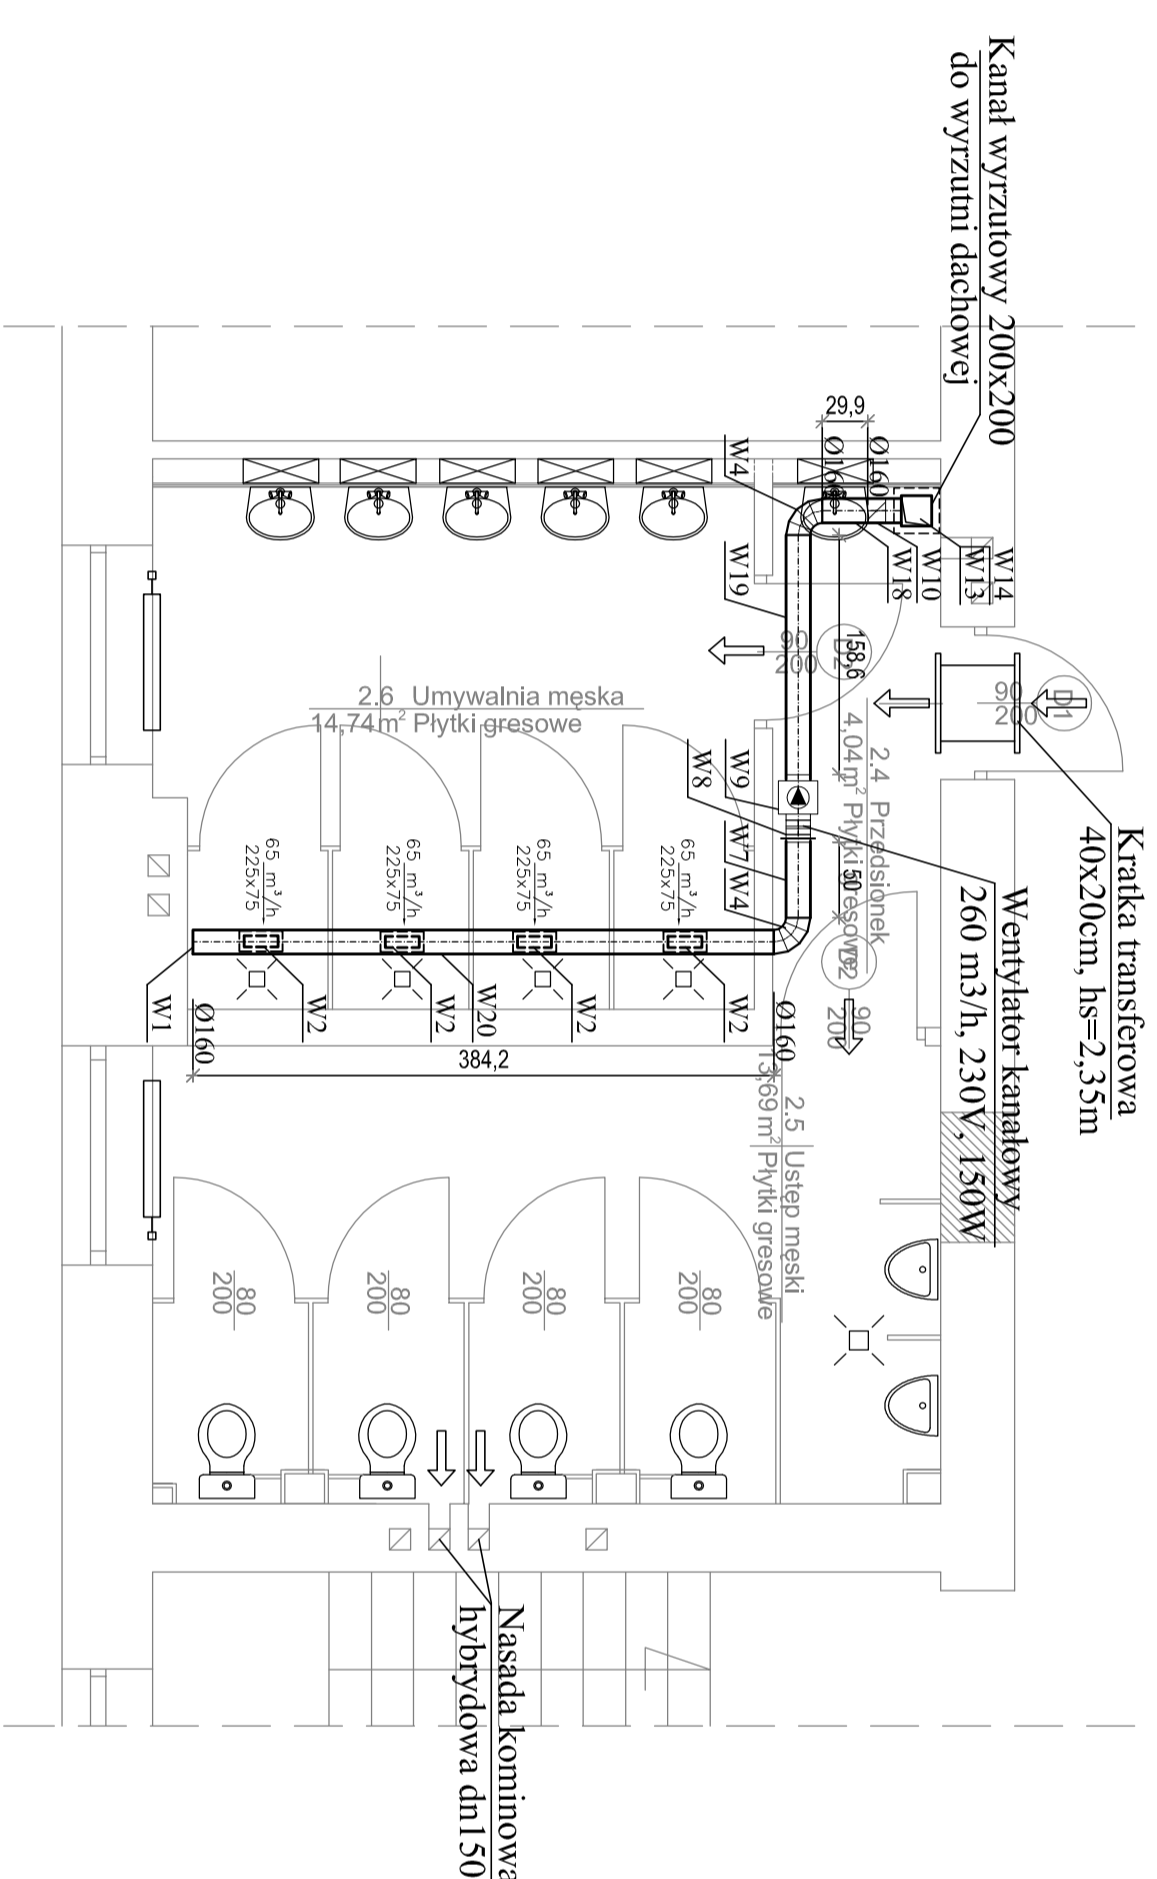 Kanał wyrzutowy 200x200
do wyrzutni dachowej
29,9
Ø160
Ø160
W4
W14
W13
W10
W18
W19
90
200
D2
158,6
90
200
D1
2.6 Umywalnia męska
14,74m² Płytki gresowe
2.4 Przedsionek
4,04m² Płytki gresowe
W9
W8
W7
W4
50
Kratka transferowa
40x20cm, hs=2,35m
Wentylator kanałowy
260 m3/h, 230V, 150W
65 m³/h
225x75
65 m³/h
225x75
65 m³/h
225x75
65 m³/h
225x75
D2
90
200
W1
W2
W2
W20
W2
W2
Ø160
Ø160
384,2
2.5 Ustęp męski
13,69m² Płytki gresowe
80
200
80
200
80
200
80
200
Nasada kominowa
hybrydowa dn150